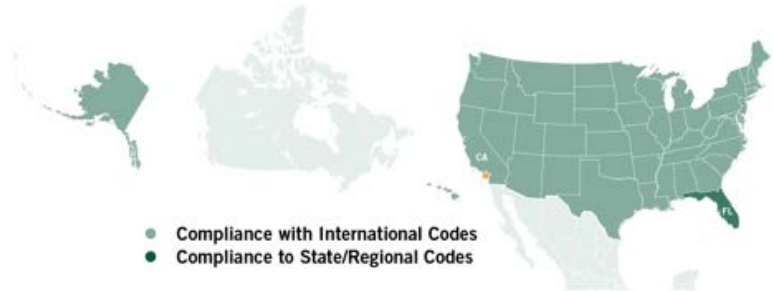 CA
FL
Compliance with International Codes
Compliance to State/Regional Codes